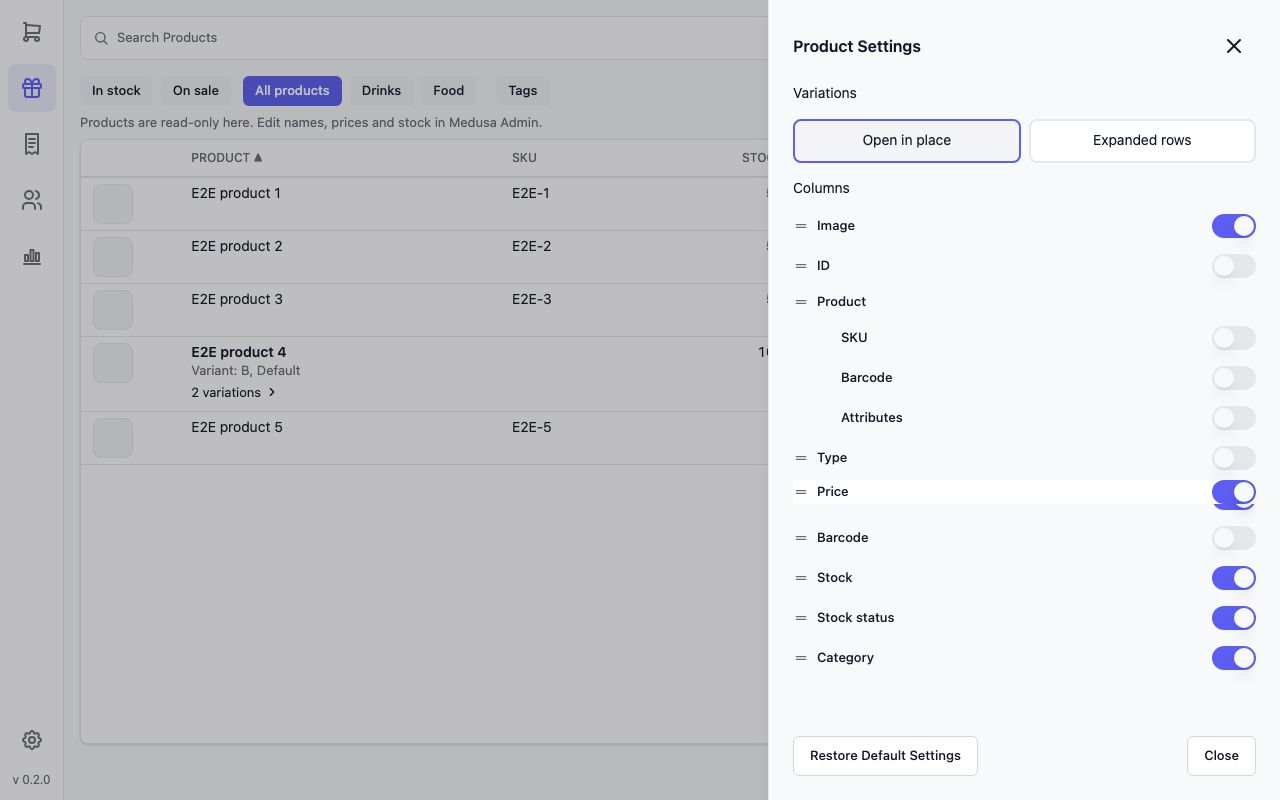 Search Products
In stock
On sale
All products
Drinks
Food
Tags
Products are read-only here. Edit names, prices and stock in Medusa Admin.
PRODUCT ▲
SKU
E2E product 1
E2E-1
E2E product 2
E2E-2
E2E product 3
E2E-3
E2E product 4
Variant: B, Default
2 variations
E2E product 5
E2E-5
v 0.2.0
Product Settings
Variations
Open in place
Expanded rows
Columns
Image
ID
Product
SKU
Barcode
Attributes
Type
Price
Barcode
Stock
Stock status
Category
Restore Default Settings
Close